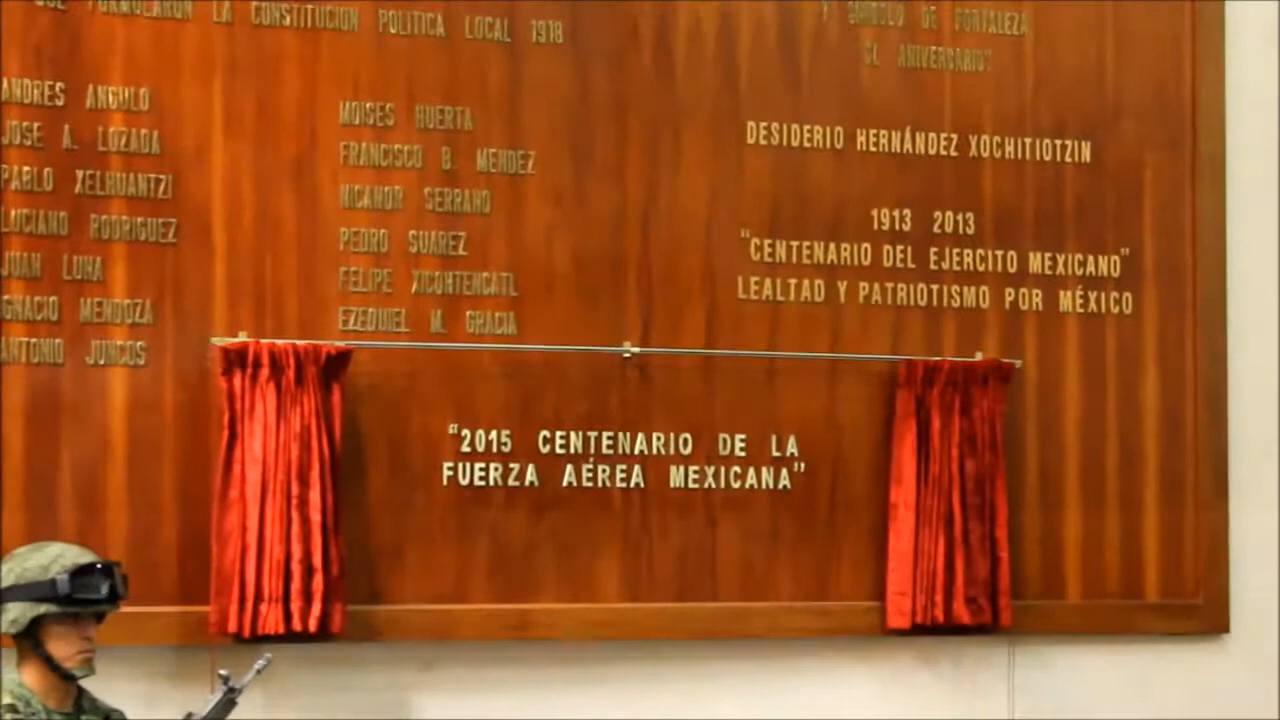 FORMULARON LA CONSTITUCION POLITICA LOCAL 1918
ANDRES ANGULO
JOSE A. LOZADA
PABLO XELHUANTZI
LUCIANO RODRIGUEZ
JUAN LUNA
IGNACIO MENDOZA
ANTONIO JUNCOS
MOISES HUERTA
FRANCISCO B. MENDEZ
NICANOR SERRANO
PEDRO SUAREZ
FELIPE XICOHTENCATL
EZEQUIEL M. GRACIA
Y SIMBOLO DE FORTALEZA
ANIVERSARIO"
DESIDERIO HERNÁNDEZ XOCHITIOTZIN
1913 2013
"CENTENARIO DEL EJERCITO MEXICANO"
LEALTAD Y PATRIOTISMO POR MÉXICO
"2015 CENTENARIO DE LA
FUERZA AÉREA MEXICANA"